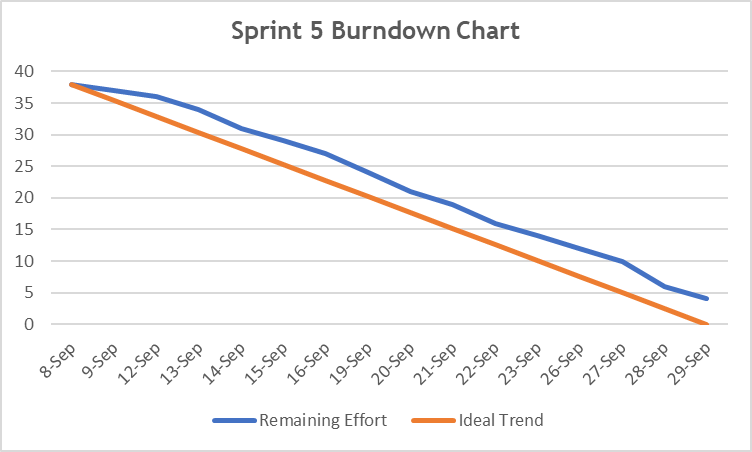 Sprint 5 Burndown Chart
40
35
30
25
20
15
10
5
0
8-Sep
9-Sep
12-Sep
13-Sep
14-Sep
15-Sep
16-Sep
19-Sep
20-Sep
21-Sep
22-Sep
23-Sep
26-Sep
27-Sep
28-Sep
29-Sep
Remaining Effort Ideal Trend